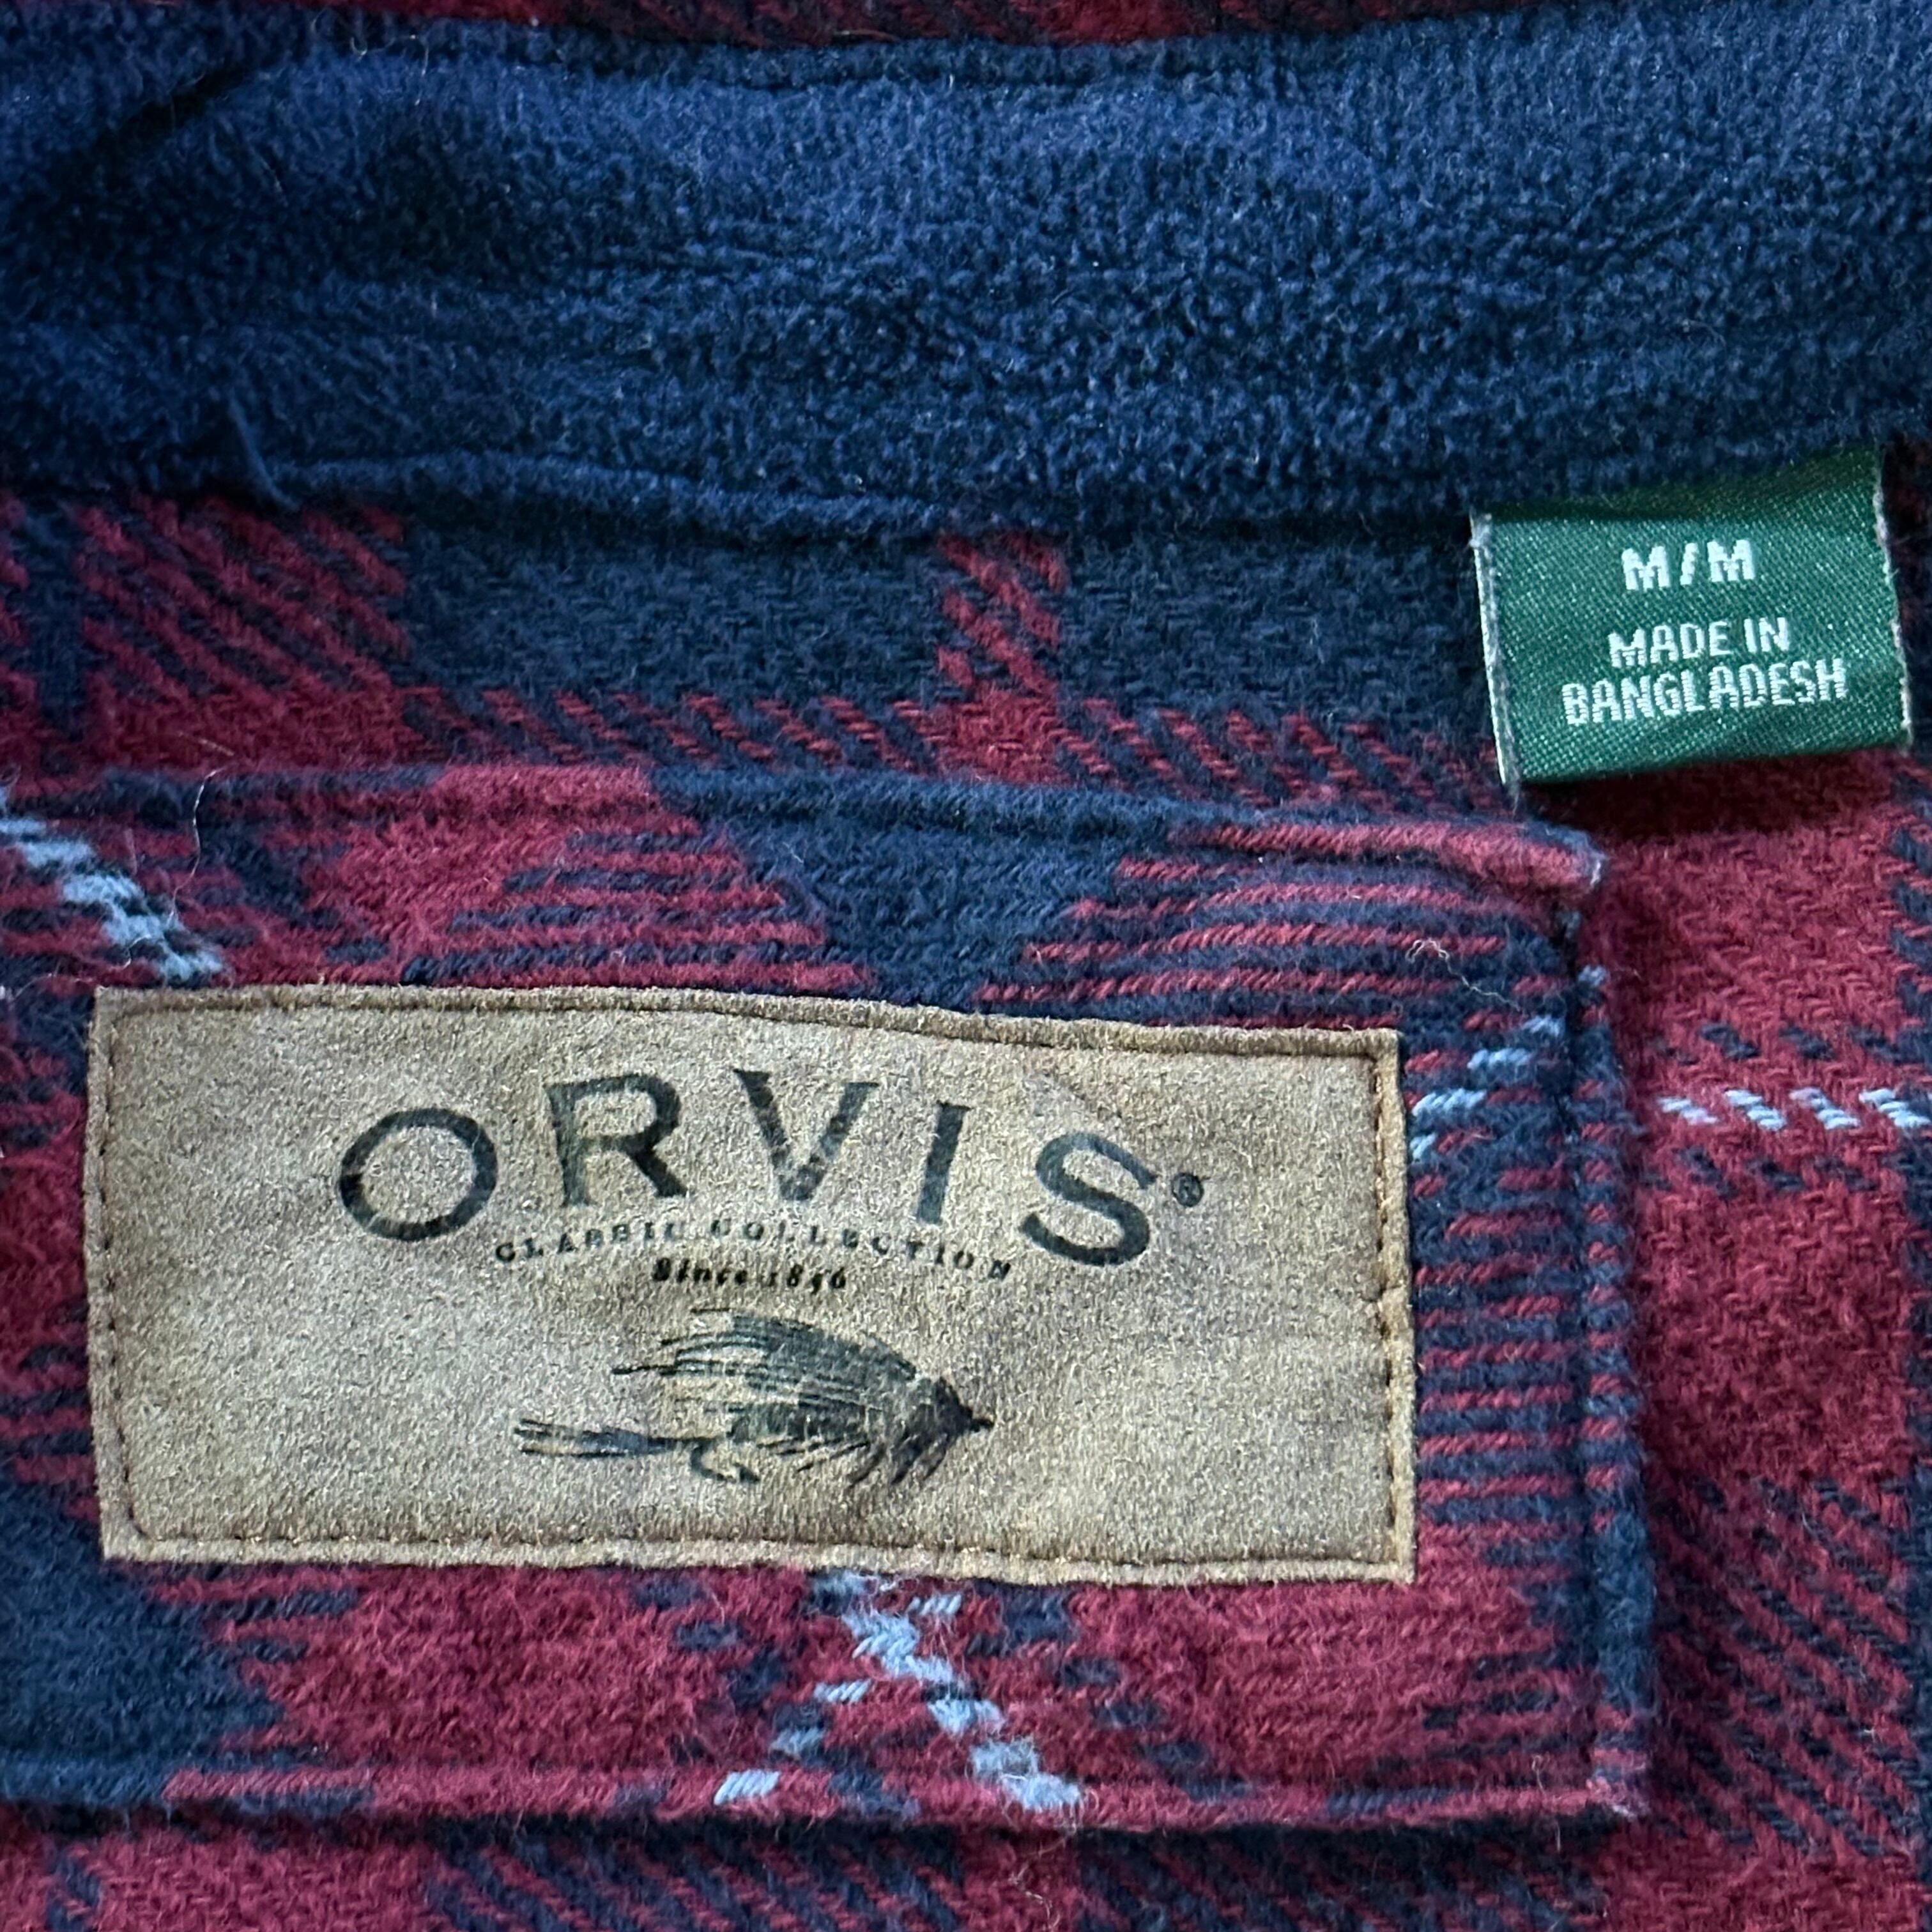 M/M
MADE IN
BANGLADESH
ORVIS®
CLASSIC COLLECTION
Since 1856